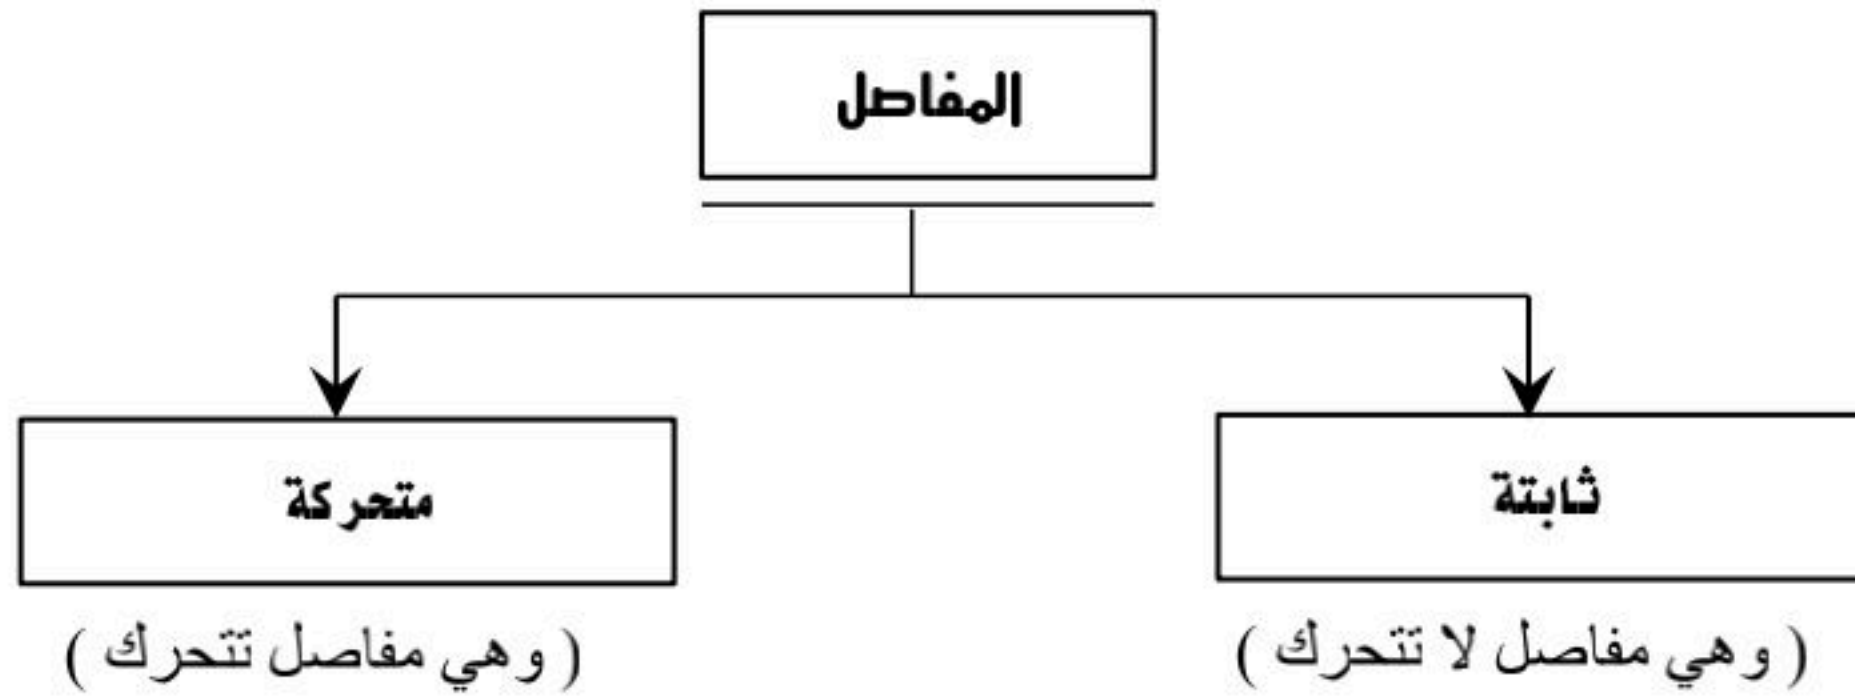 المفاصل
ثابتة
متحركة
( وهي مفاصل لا تتحرك )
( وهي مفاصل تتحرك )